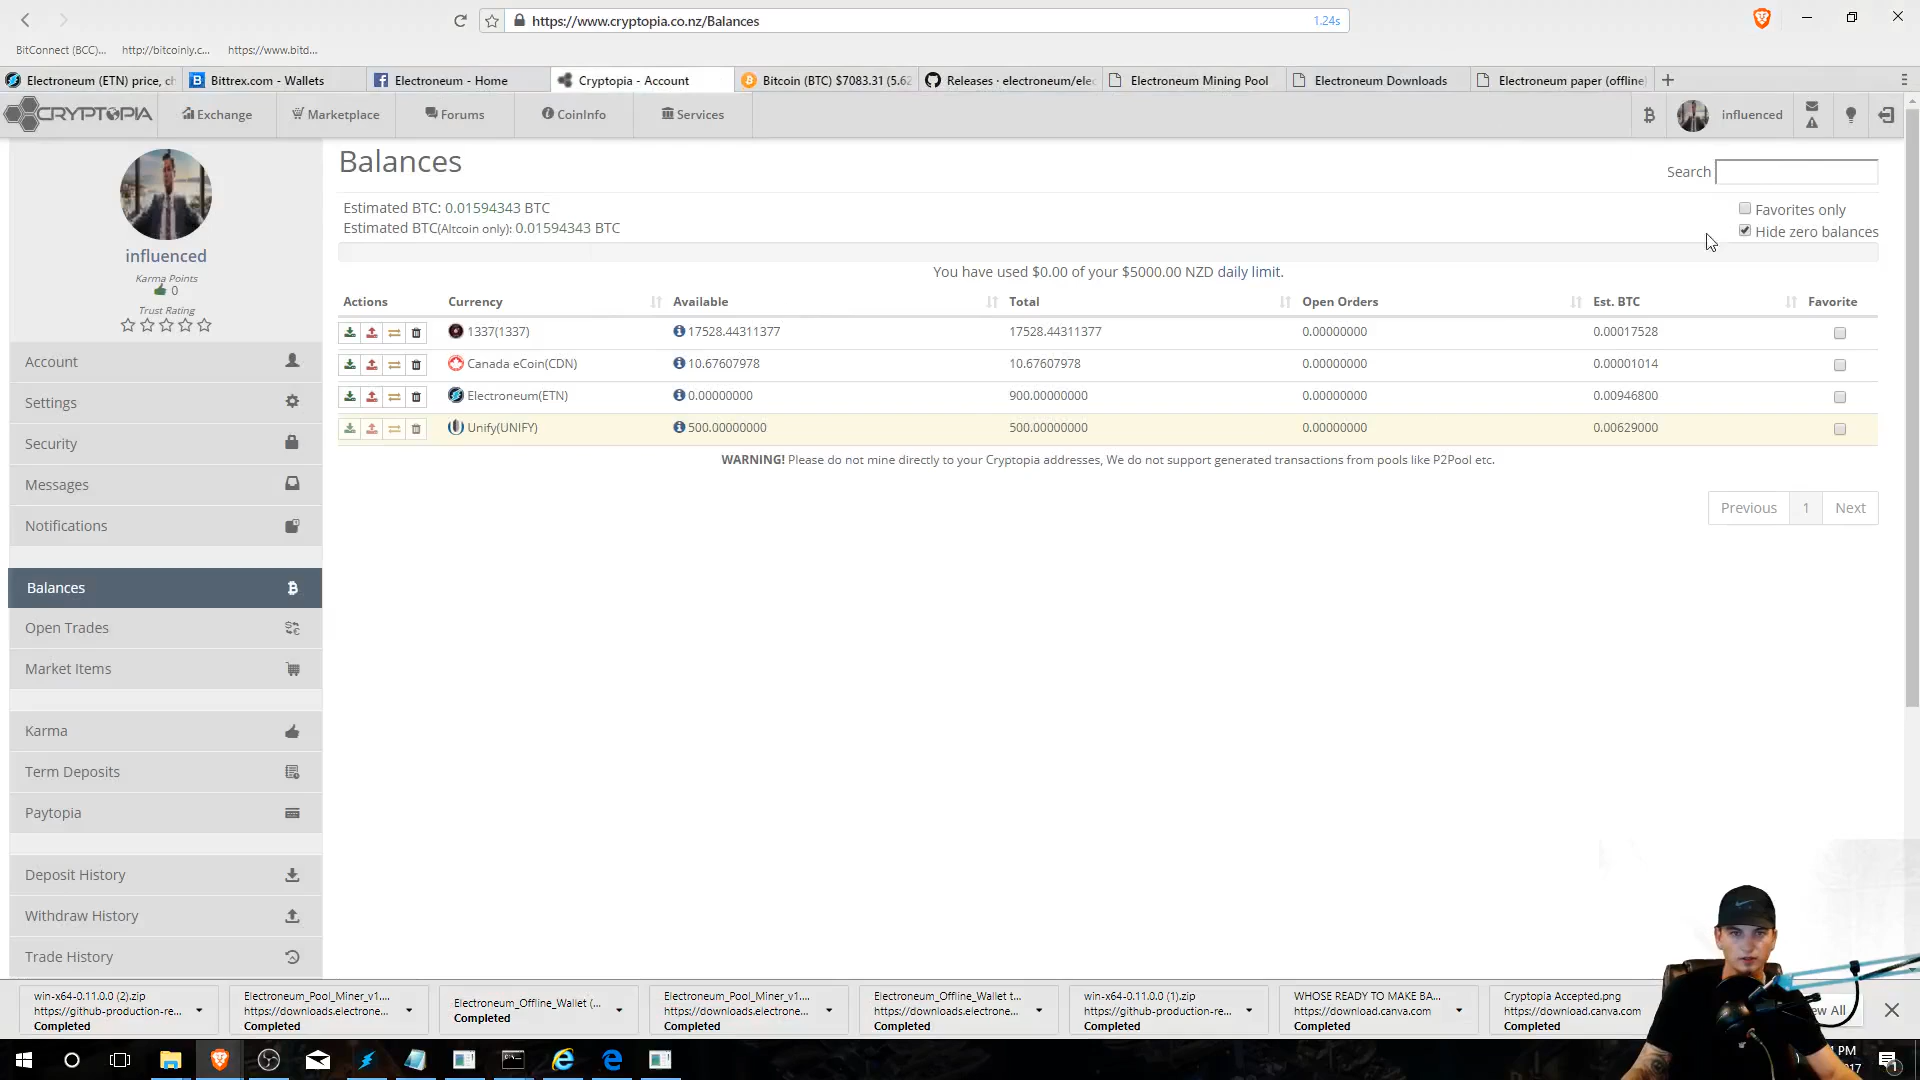 https://www.cryptopia.co.nz/Balances
1.24s
BitConnect (BCC)...
http://bitcoinly.c...
https://www.bitd...
Electroneum (ETN) price, ch
Bittrex.com - Wallets
Electroneum - Home
Cryptopia - Account
Bitcoin (BTC) $7083.31 (5.62
Releases · electroneum/elec
Electroneum Mining Pool
Electroneum Downloads
Electroneum paper (offline)
CRYPTOPIA
Exchange
Marketplace
Forums
CoinInfo
Services
influenced
influenced
Karma Points
0
Trust Rating
Account
Settings
Security
Messages
Notifications
Balances
Open Trades
Market Items
Karma
Term Deposits
Paytopia
Deposit History
Withdraw History
Trade History
Balances
Search
Estimated BTC: 0.01594343 BTC
Estimated BTC(Altcoin only): 0.01594343 BTC
Favorites only
Hide zero balances
You have used $0.00 of your $5000.00 NZD daily limit.
Actions Currency Available Total Open Orders Est. BTC Favorite
1337(1337) 17528.44311377 17528.44311377 0.00000000 0.00017528
Canada eCoin(CDN) 10.67607978 10.67607978 0.00000000 0.00001014
Electroneum(ETN) 0.00000000 900.00000000 0.00000000 0.00946800
Unify(UNIFY) 500.00000000 500.00000000 0.00000000 0.00629000
WARNING! Please do not mine directly to your Cryptopia addresses, We do not support generated transactions from pools like P2Pool etc.
Previous 1 Next
win-x64-0.11.0.0 (2).zip
https://github-production-re...
Completed
Electroneum_Pool_Miner_v1....
https://downloads.electrone...
Completed
Electroneum_Offline_Wallet (...
Completed
Electroneum_Pool_Miner_v1....
https://downloads.electrone...
Completed
Electroneum_Offline_Wallet t...
https://downloads.electrone...
Completed
win-x64-0.11.0.0 (1).zip
https://github-production-re...
Completed
WHOSE READY TO MAKE BA...
https://download.canva.com
Completed
Cryptopia Accepted.png
https://download.canva.com
Completed
All
PM